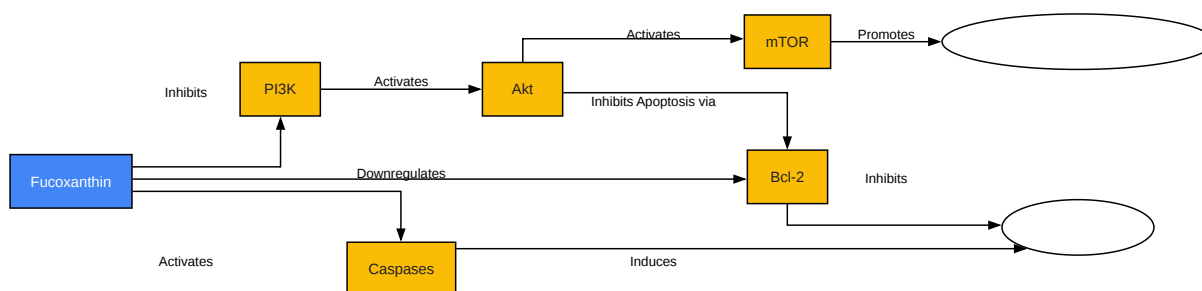 Activates
mTOR
Promotes
Inhibits
PI3K
Activates
Akt
Inhibits Apoptosis via
Fucoxanthin
Downregulates
Bcl-2
Inhibits
Activates
Caspases
Induces